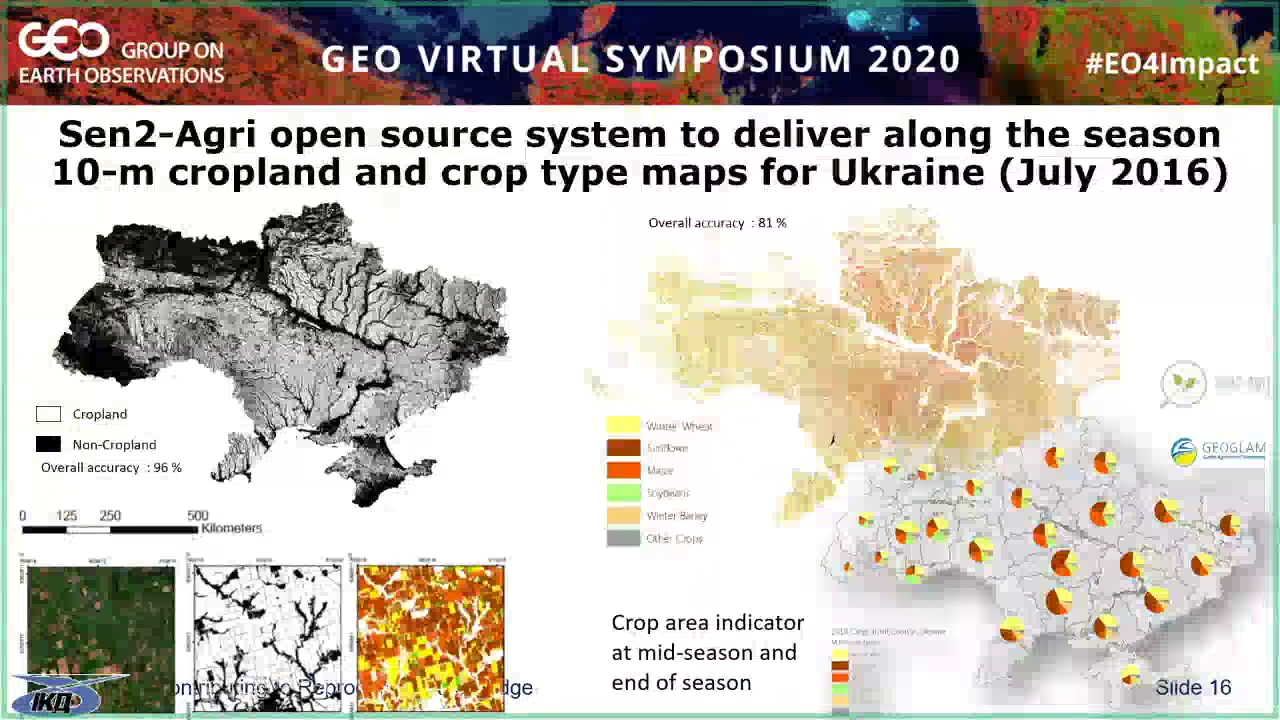 GEO GROUP ON
EARTH OBSERVATIONS
GEO VIRTUAL SYMPOSIUM 2020
#EO4Impact
Sen2-Agri open source system to deliver along the season
10-m cropland and crop type maps for Ukraine (July 2016)
Overall accuracy : 81 %
Cropland
Non-Cropland
Overall accuracy : 96 %
0 125 250 500
Kilometers
Winter Wheat
Sunflower
Maize
Soybeans
Winter Barley
Other Crops
GEOGLAM
Crop area indicator
at mid-season and
end of season
ІКД
Slide 16